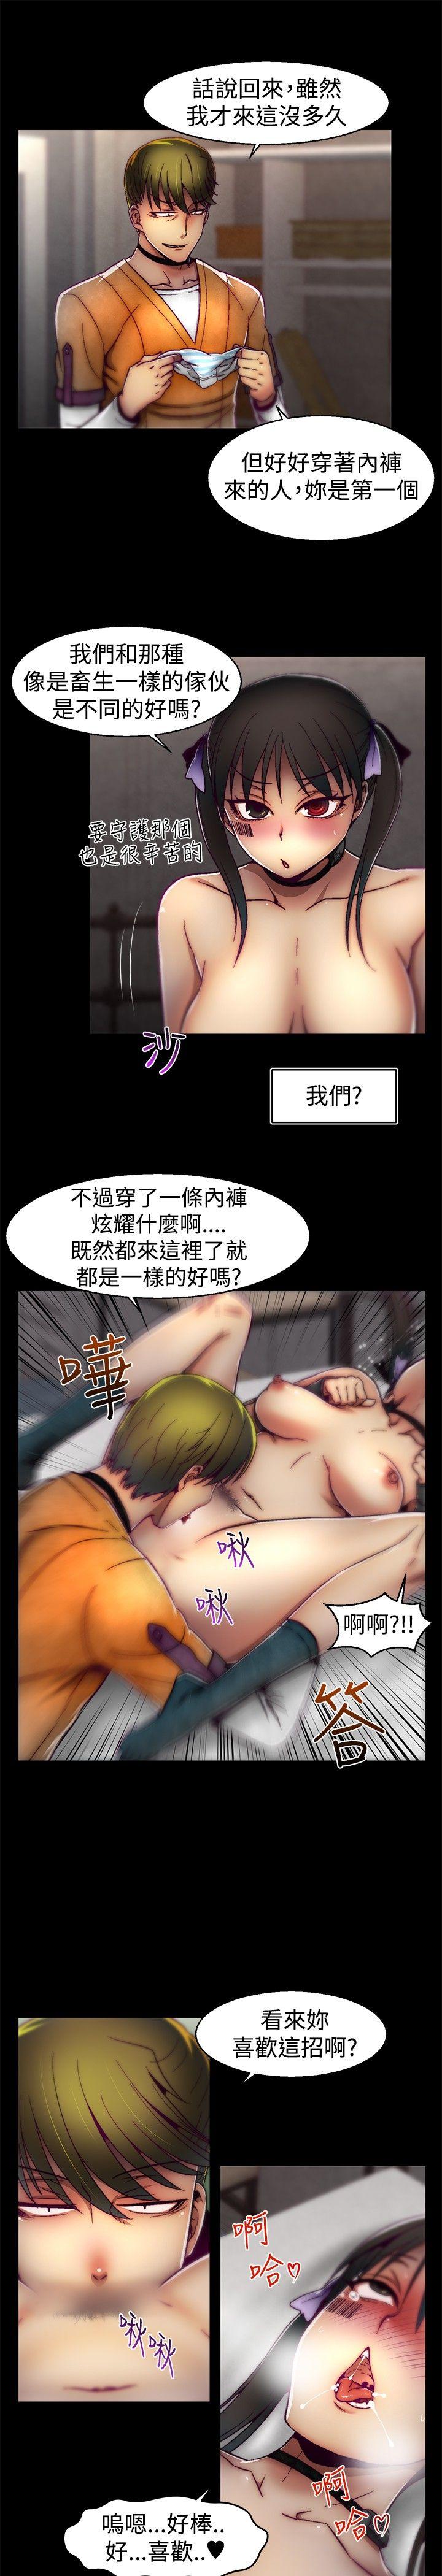 話說回來，雖然
我才來這沒多久
但好好穿著內褲
來的人，妳是第一個
我們和那種
像是畜生一樣的傢伙
是不同的好嗎？
要守護那個
也是很辛苦的
沙
我們？
不過穿了一條內褲
炫耀什麼啊....
既然都來這裡了就
都是一樣的好嗎？
嘩
啾
啾
啊啊？!!
答
看來妳
喜歡這招啊？
啊
哈♡
啾啾
啊
哈♡
嗚嗯...好棒..
好...喜歡..♥